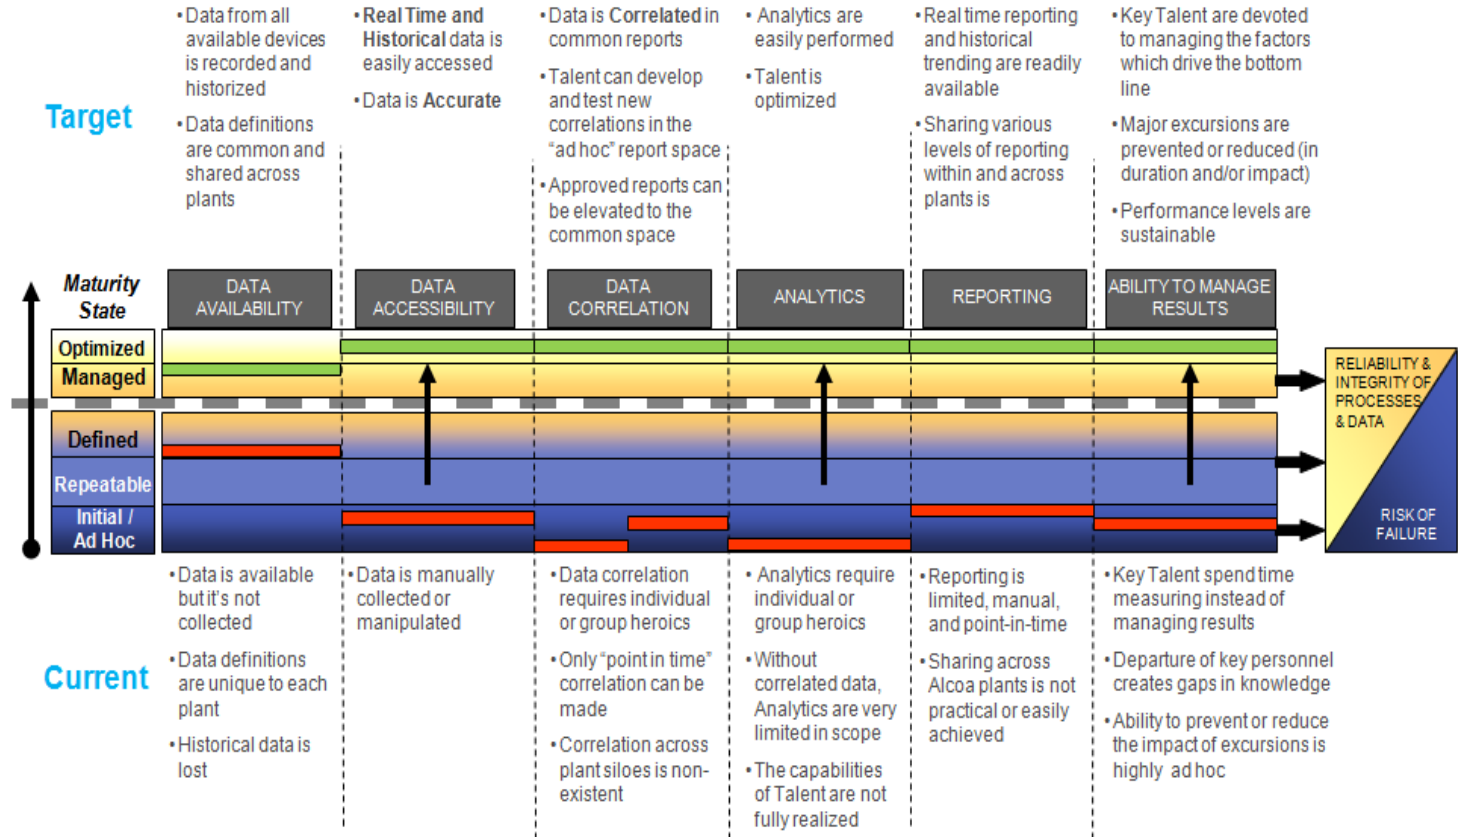 Target
• Data from all
available devices
is recorded and
historized
• Data definitions
are common and
shared across
plants
• Real Time and
Historical data is
easily accessed
• Data is Accurate
• Data is Correlated in
common reports
• Talent can develop
and test new
correlations in the
“ad hoc” report space
• Approved reports can
be elevated to the
common space
• Analytics are
easily performed
• Talent is
optimized
• Real time reporting
and historical
trending are readily
available
• Sharing various
levels of reporting
within and across
plants is
• Key Talent are devoted
to managing the factors
which drive the bottom
line
• Major excursions are
prevented or reduced (in
duration and/or impact)
• Performance levels are
sustainable
Maturity
State
DATA
AVAILABILITY
DATA
ACCESSIBILITY
DATA
CORRELATION
ANALYTICS
REPORTING
ABILITY TO MANAGE
RESULTS
Optimized
Managed
Defined
Repeatable
Initial /
Ad Hoc
RELIABILITY &
INTEGRITY OF
PROCESSES
& DATA
RISK OF
FAILURE
Current
• Data is available
but it’s not
collected
• Data definitions
are unique to each
plant
• Historical data is
lost
• Data is manually
collected or
manipulated
• Data correlation
requires individual
or group heroics
• Only “point in time”
correlation can be
made
• Correlation across
plant siloes is non-
existent
• Analytics require
individual or
group heroics
• Without
correlated data,
Analytics are very
limited in scope
• The capabilities
of Talent are not
fully realized
• Reporting is
limited, manual,
and point-in-time
• Sharing across
Alcoa plants is not
practical or easily
achieved
• Key Talent spend time
measuring instead of
managing results
• Departure of key personnel
creates gaps in knowledge
• Ability to prevent or reduce
the impact of excursions is
highly ad hoc